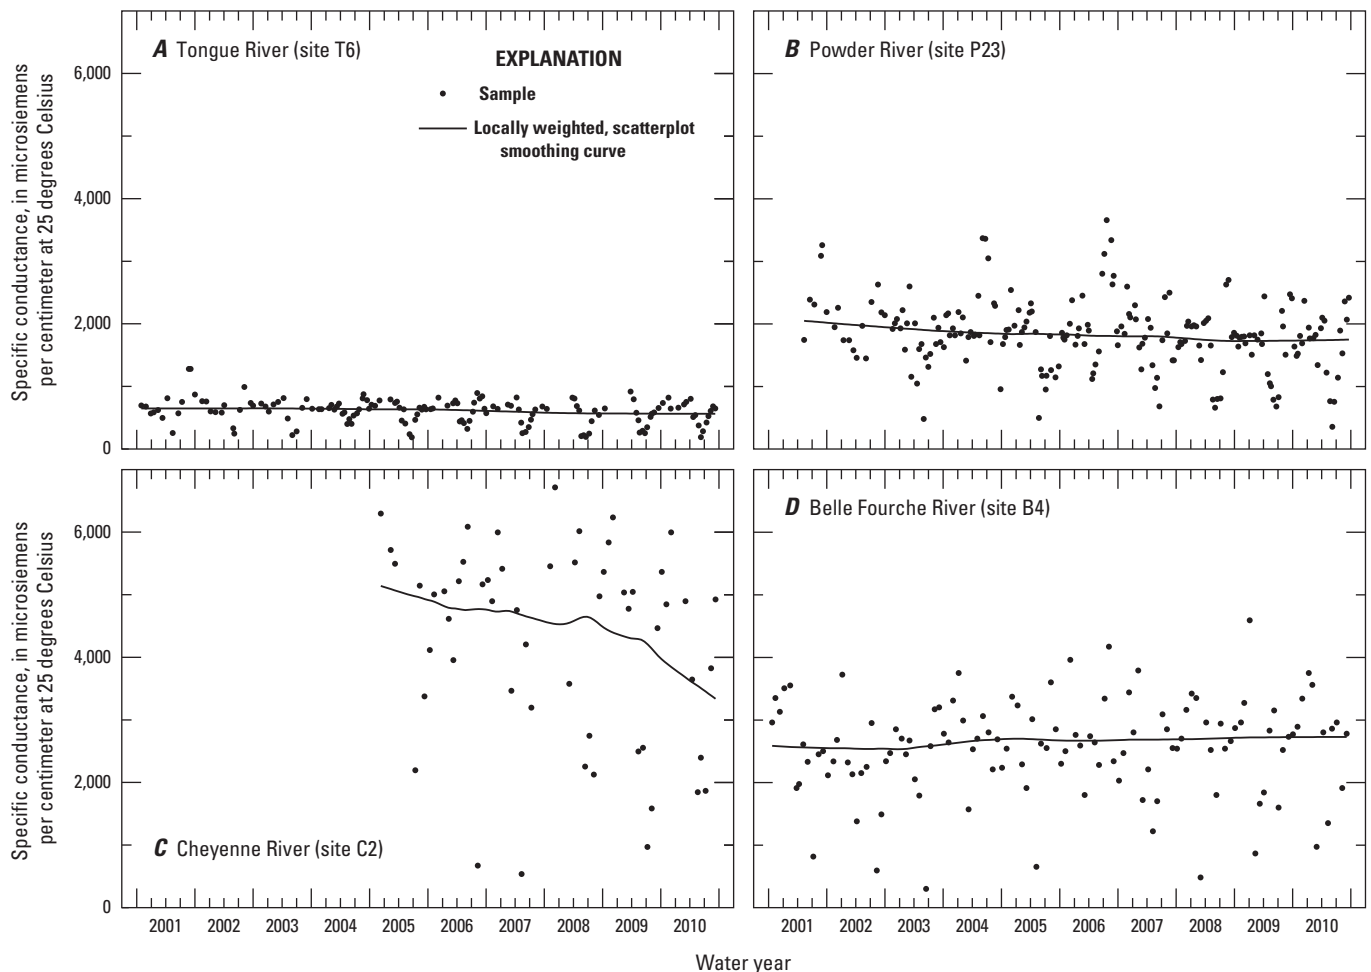 A Tongue River (site T6)
EXPLANATION
Sample
Locally weighted, scatterplot
smoothing curve
B Powder River (site P23)
Specific conductance, in microsiemens
per centimeter at 25 degrees Celsius
6,000
4,000
2,000
0
C Cheyenne River (site C2)
D Belle Fourche River (site B4)
Specific conductance, in microsiemens
per centimeter at 25 degrees Celsius
6,000
4,000
2,000
0
2001 2002 2003 2004 2005 2006 2007 2008 2009 2010
2001 2002 2003 2004 2005 2006 2007 2008 2009 2010
Water year